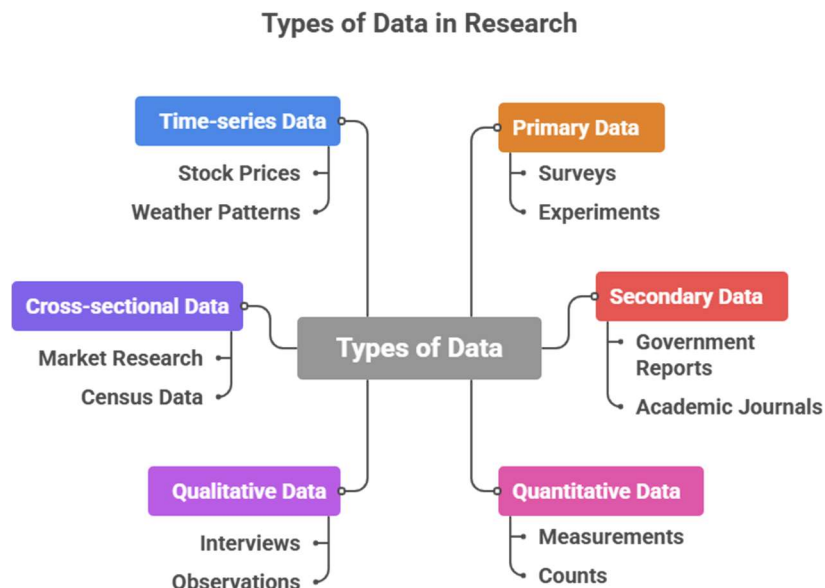 Types of Data in Research
Time-series Data
Stock Prices
Weather Patterns
Cross-sectional Data
Market Research
Census Data
Qualitative Data
Interviews
Observations
Types of Data
Primary Data
Surveys
Experiments
Secondary Data
Government
Reports
Academic Journals
Quantitative Data
Measurements
Counts